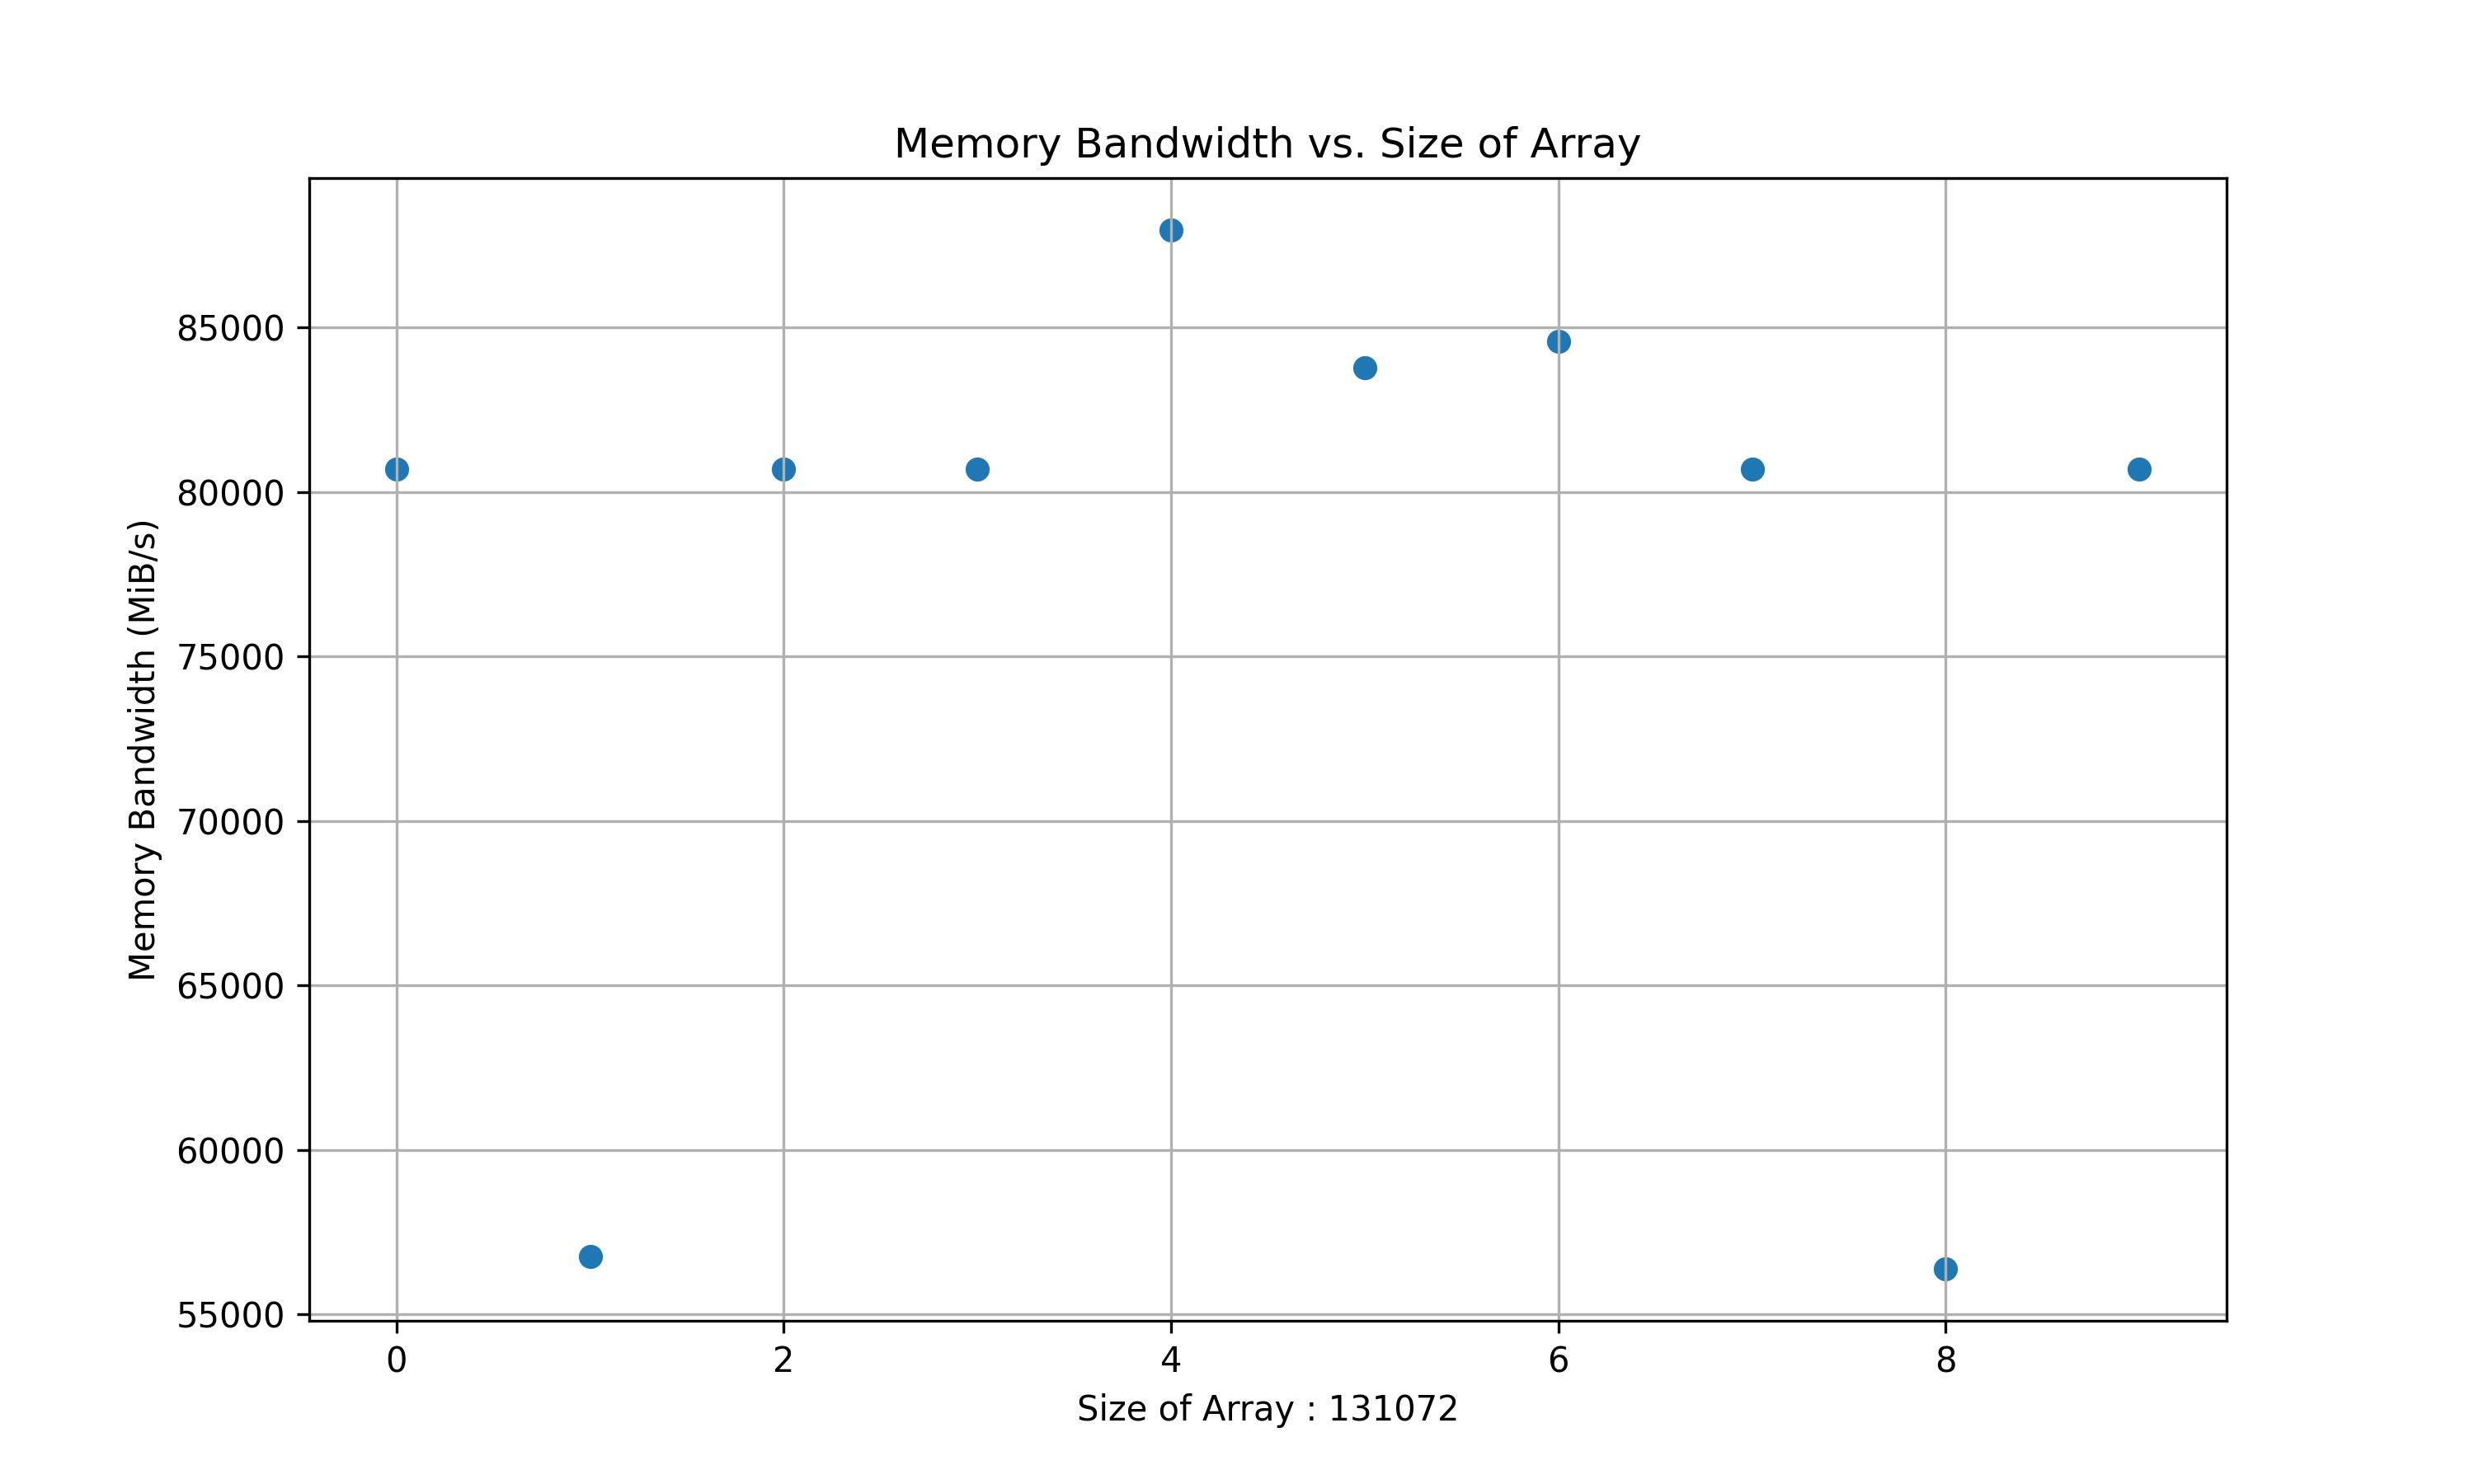 Memory Bandwidth vs. Size of Array
Memory Bandwidth (MiB/s)
85000
80000
75000
70000
65000
60000
55000
0 2 4 6 8
Size of Array : 131072